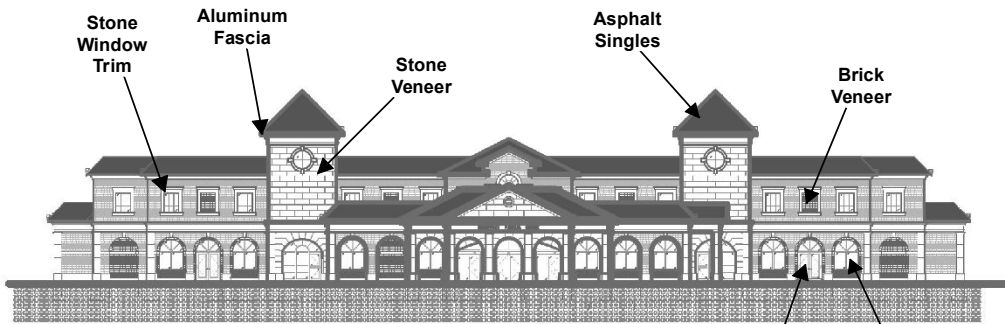 Stone
Window
Trim
Aluminum
Fascia
Stone
Veneer
Asphalt
Singles
Brick
Veneer